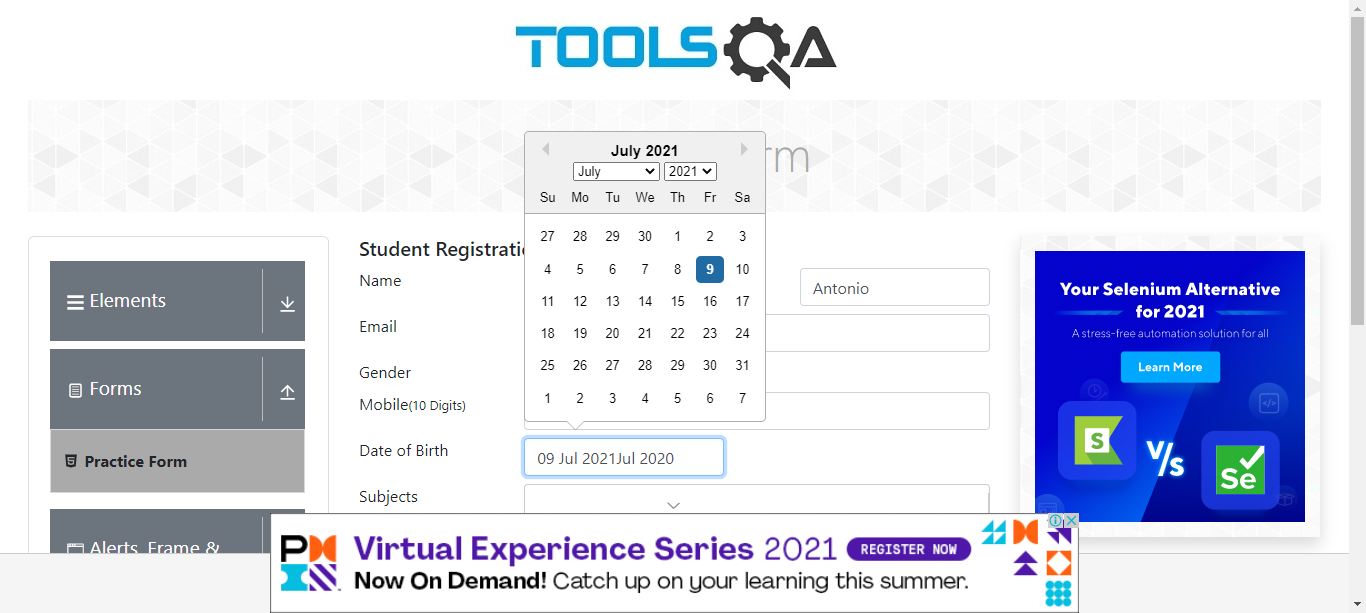 TOOLSQA
rm
July 2021
July 2021
Su Mo Tu We Th Fr Sa
27 28 29 30 1 2 3
4 5 6 7 8 9 10
11 12 13 14 15 16 17
18 19 20 21 22 23 24
25 26 27 28 29 30 31
1 2 3 4 5 6 7
Elements
Forms
Practice Form
Alerts, Frame &
Student Registrati
Name
Antonio
Email
Gender
Mobile(10 Digits)
Date of Birth
09 Jul 2021Jul 2020
Subjects
Your Selenium Alternative
for 2021
A stress-free automation solution for all
Learn More
S
V/s
Se
PMI
Virtual Experience Series 2021 REGISTER NOW
Now On Demand! Catch up on your learning this summer.